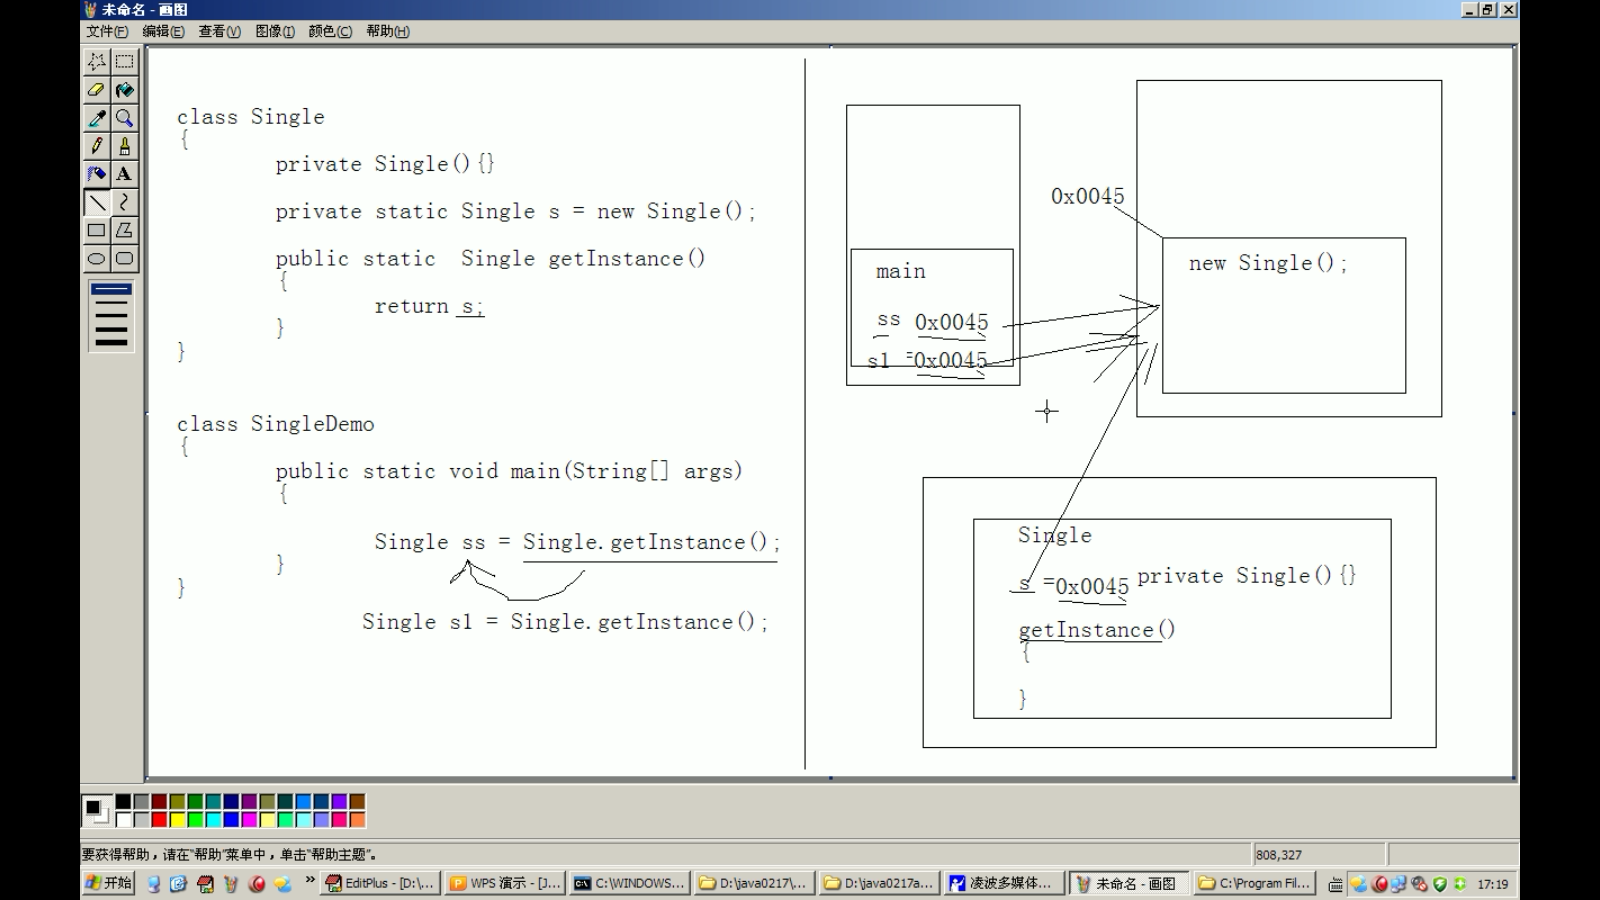 未命名 - 画图
文件(F) 编辑(E) 查看(V) 图像(I) 颜色(C) 帮助(H)
class Single
{
private Single(){}
private static Single s = new Single();
public static Single getInstance()
{
return s;
}
}
class SingleDemo
{
public static void main(String[] args)
{
Single ss = Single.getInstance();
}
}
Single s1 = Single.getInstance();
main
ss 0x0045
s1 =0x0045
0x0045
new Single();
Single
s =0x0045 private Single(){}
getInstance()
{
}
要获得帮助，请在“帮助”菜单中，单击“帮助主题”。
808,327
开始 » EditPlus - [D:\... WPS 演示 - [J... C:\WINDOWS... D:\java0217\... D:\java0217a... 凌波多媒体... 未命名 - 画图 C:\Program Fil... 17:19